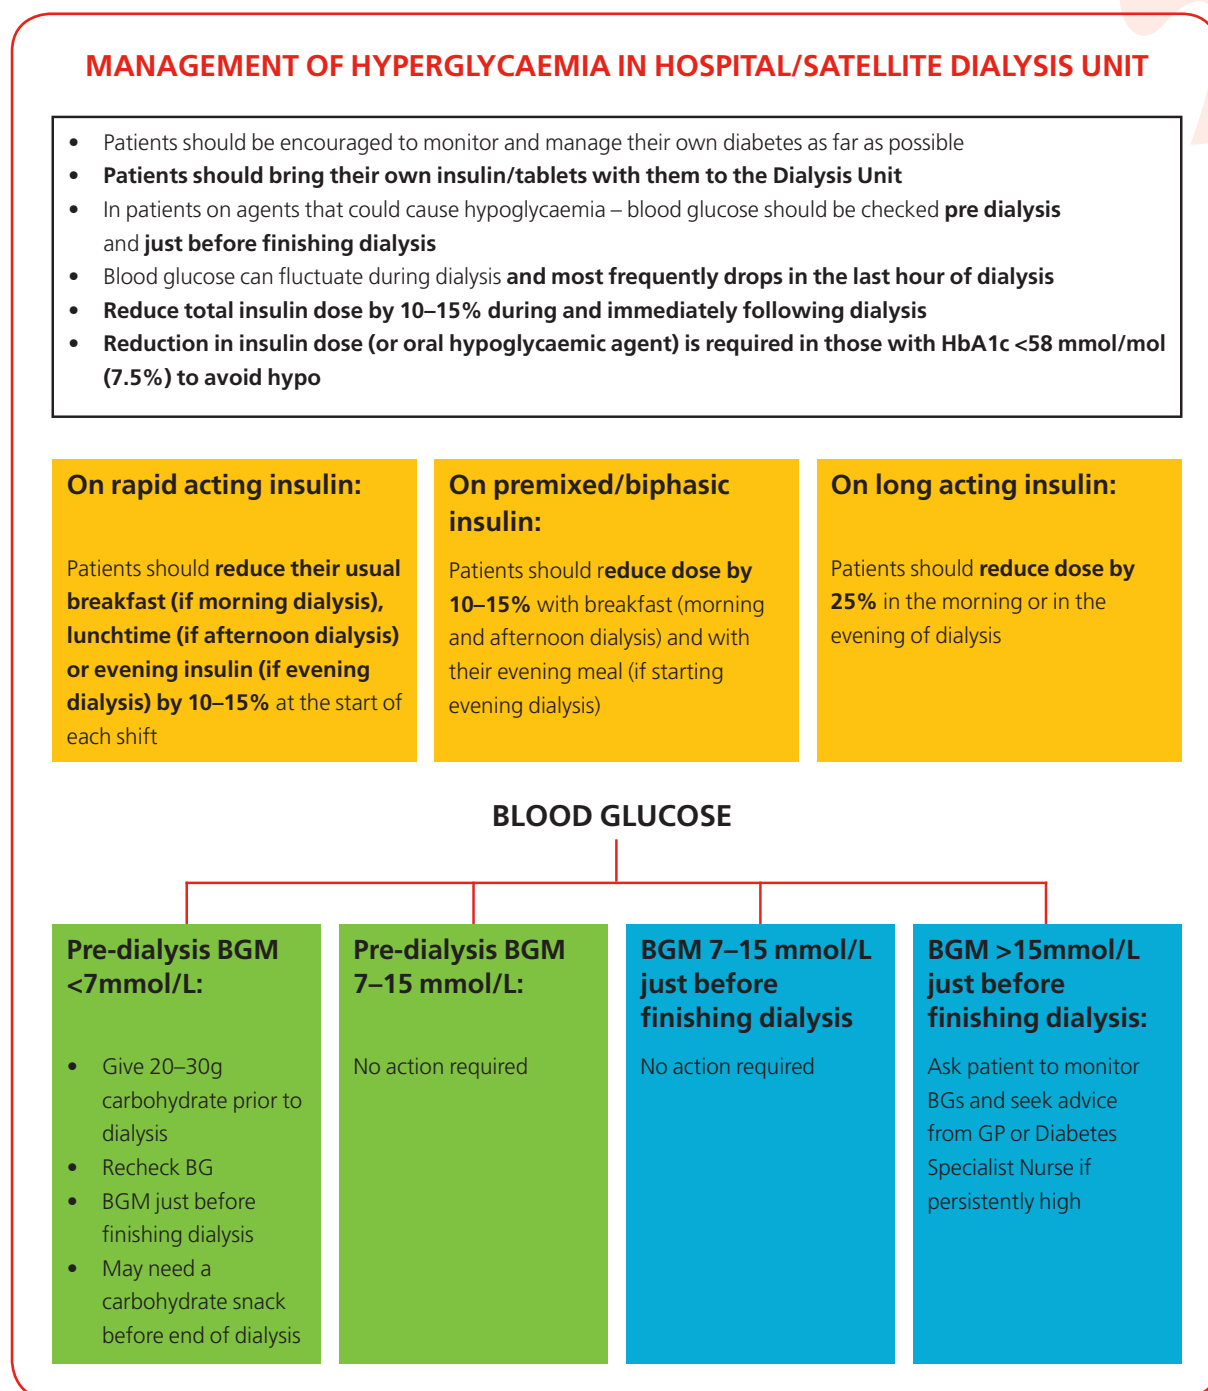 MANAGEMENT OF HYPERGLYCAEMIA IN HOSPITAL/SATELLITE DIALYSIS UNIT
• Patients should be encouraged to monitor and manage their own diabetes as far as possible
• Patients should bring their own insulin/tablets with them to the Dialysis Unit
• In patients on agents that could cause hypoglycaemia – blood glucose should be checked pre dialysis
and just before finishing dialysis
• Blood glucose can fluctuate during dialysis and most frequently drops in the last hour of dialysis
• Reduce total insulin dose by 10–15% during and immediately following dialysis
• Reduction in insulin dose (or oral hypoglycaemic agent) is required in those with HbA1c <58 mmol/mol
(7.5%) to avoid hypo
On rapid acting insulin:
Patients should reduce their usual
breakfast (if morning dialysis),
lunchtime (if afternoon dialysis)
or evening insulin (if evening
dialysis) by 10–15% at the start of
each shift
On premixed/biphasic
insulin:
Patients should reduce dose by
10–15% with breakfast (morning
and afternoon dialysis) and with
their evening meal (if starting
evening dialysis)
On long acting insulin:
Patients should reduce dose by
25% in the morning or in the
evening of dialysis
BLOOD GLUCOSE
Pre-dialysis BGM
<7mmol/L:
• Give 20–30g
carbohydrate prior to
dialysis
• Recheck BG
• BGM just before
finishing dialysis
• May need a
carbohydrate snack
before end of dialysis
Pre-dialysis BGM
7–15 mmol/L:
No action required
BGM 7–15 mmol/L
just before
finishing dialysis
No action required
BGM >15mmol/L
just before
finishing dialysis:
Ask patient to monitor
BGs and seek advice
from GP or Diabetes
Specialist Nurse if
persistently high